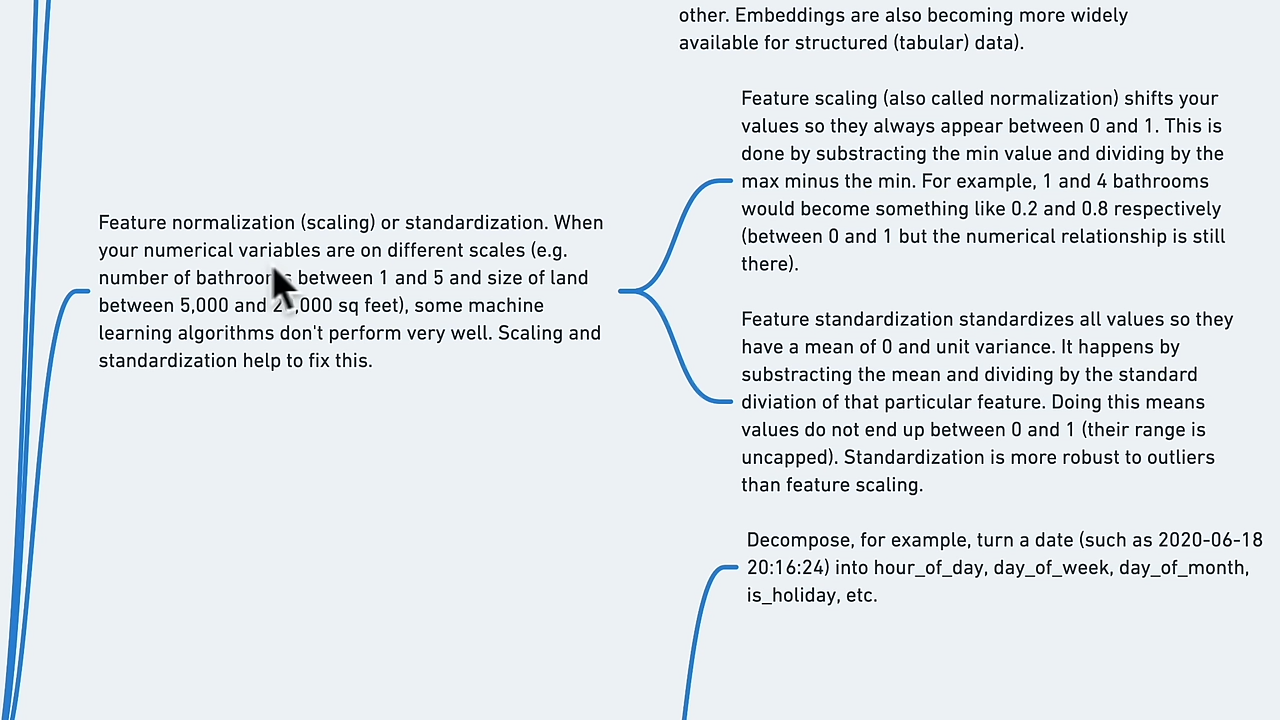 other. Embeddings are also becoming more widely
available for structured (tabular) data).
Feature normalization (scaling) or standardization. When
your numerical variables are on different scales (e.g.
number of bathrooms between 1 and 5 and size of land
between 5,000 and 2 ,000 sq feet), some machine
learning algorithms don't perform very well. Scaling and
standardization help to fix this.
Feature scaling (also called normalization) shifts your
values so they always appear between 0 and 1. This is
done by substracting the min value and dividing by the
max minus the min. For example, 1 and 4 bathrooms
would become something like 0.2 and 0.8 respectively
(between 0 and 1 but the numerical relationship is still
there).
Feature standardization standardizes all values so they
have a mean of 0 and unit variance. It happens by
substracting the mean and dividing by the standard
diviation of that particular feature. Doing this means
values do not end up between 0 and 1 (their range is
uncapped). Standardization is more robust to outliers
than feature scaling.
Decompose, for example, turn a date (such as 2020-06-18
20:16:24) into hour_of_day, day_of_week, day_of_month,
is_holiday, etc.